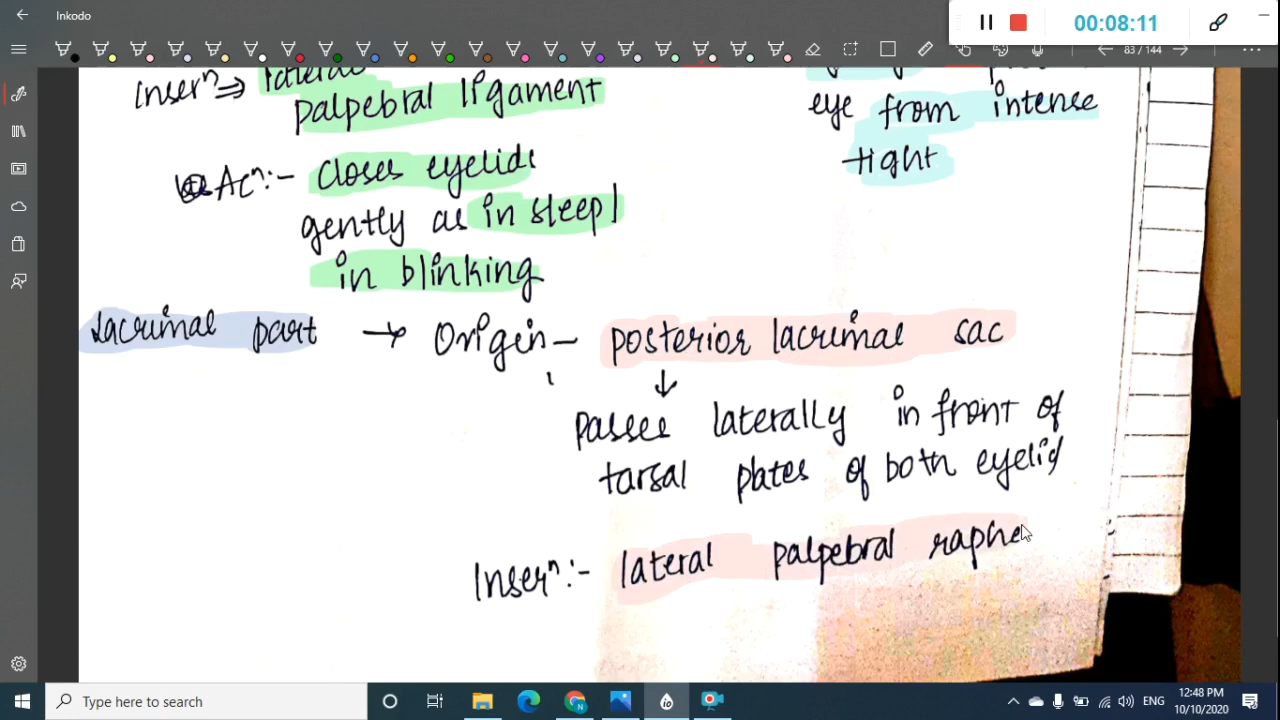 Inkodo
00:08:11
83 / 144
Inserⁿ ⇒ lateral
palpebral ligament
eye from intense
light
Acⁿ:- closes eyelids
gently as in sleep/
in blinking
Lacrimal part → Origin- posterior lacrimal sac
↓
Passes laterally in front of
tarsal plates of both eyelid
Inserⁿ:- lateral palpebral raphe
Type here to search
ENG
12:48 PM
10/10/2020